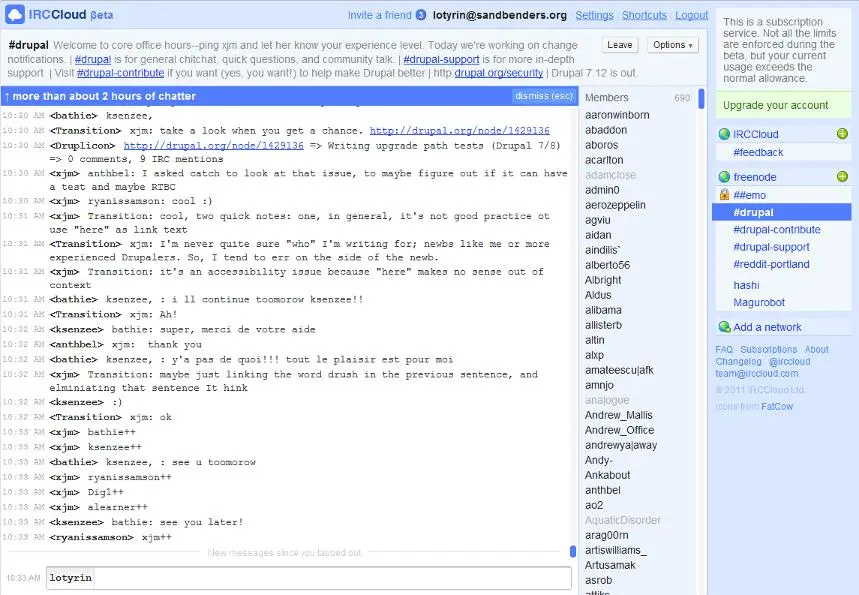 IRCCloud βeta
Invite a friend 3 lotyrin@sandbenders.org | Settings | Shortcuts | Logout
#drupal Welcome to core office hours--ping xjm and let her know your experience level. Today we're working on change
notifications. | #drupal is for general chitchat, quick questions, and community talk. | #drupal-support is for more in-depth
support. | Visit #drupal-contribute if you want (yes, you want!) to help make Drupal better | http drupal.org/security | Drupal 7.12 is out.
Leave
Options ▾
↑ more than about 2 hours of chatter
dismiss (esc)
10:30 AM <bathie> ksenzee,
10:30 AM <Transition> xjm: take a look when you get a chance. http://drupal.org/node/1429136
10:30 AM <Druplicon> http://drupal.org/node/1429136 => Writing upgrade path tests (Drupal 7/8)
=> 0 comments, 9 IRC mentions
10:30 AM <xjm> anthbel: I asked catch to look at that issue, to maybe figure out if it can have
a test and maybe RTBC
10:30 AM <xjm> ryanissamson: cool :)
10:31 AM <xjm> Transition: cool, two quick notes: one, in general, it's not good practice ot
use "here" as link text
10:31 AM <Transition> xjm: I'm never quite sure "who" I'm writing for; newbs like me or more
experienced Drupalers. So, I tend to err on the side of the newb.
10:31 AM <xjm> Transition: it's an accessibility issue because "here" makes no sense out of
context
10:31 AM <bathie> ksenzee, : i ll continue toomorow ksenzee!!
10:31 AM <Transition> xjm: Ah!
10:32 AM <ksenzee> bathie: super, merci de votre aide
10:32 AM <anthbel> xjm: thank you
10:32 AM <bathie> ksenzee, : y'a pas de quoi!!! tout le plaisir est pour moi
10:32 AM <xjm> Transition: maybe just linking the word drush in the previous sentence, and
elminiating that sentence It hink
10:32 AM <ksenzee> :)
10:32 AM <Transition> xjm: ok
10:33 AM <xjm> bathie++
10:33 AM <xjm> ksenzee++
10:33 AM <bathie> ksenzee, : see u toomorow
10:33 AM <xjm> ryanissamson++
10:33 AM <xjm> Dig1++
10:33 AM <xjm> alearner++
10:33 AM <ksenzee> bathie: see you later!
10:33 AM <ryanissamson> xjm++
New messages since you tabbed out
10:33 AM lotyrin
Members 690
aaronwinborn
abaddon
aboros
acarlton
adamclose
admin0
aerozeppelin
agviu
aidan
aindilis`
alberto56
Albright
Aldus
alibama
allisterb
altin
alxp
amateescu|afk
amnjo
ana|ogue
Andrew_Mallis
Andrew_Office
andrewya|away
Andy-
Ankabout
anthbel
ao2
AquaticDisorder
arag00rn
artiswilliams_
Artusamak
asrob
This is a subscription
service. Not all the limits
are enforced during the
beta, but your current
usage exceeds the
normal allowance.
Upgrade your account
IRCCloud
#feedback
freenode
##emo
#drupal
#drupal-contribute
#drupal-support
#reddit-portland
hashi
Magurobot
Add a network
FAQ Subscriptions About
Changelog @irccloud
team@irccloud.com
© 2011 IRCCloud Ltd.
Icons from FatCow